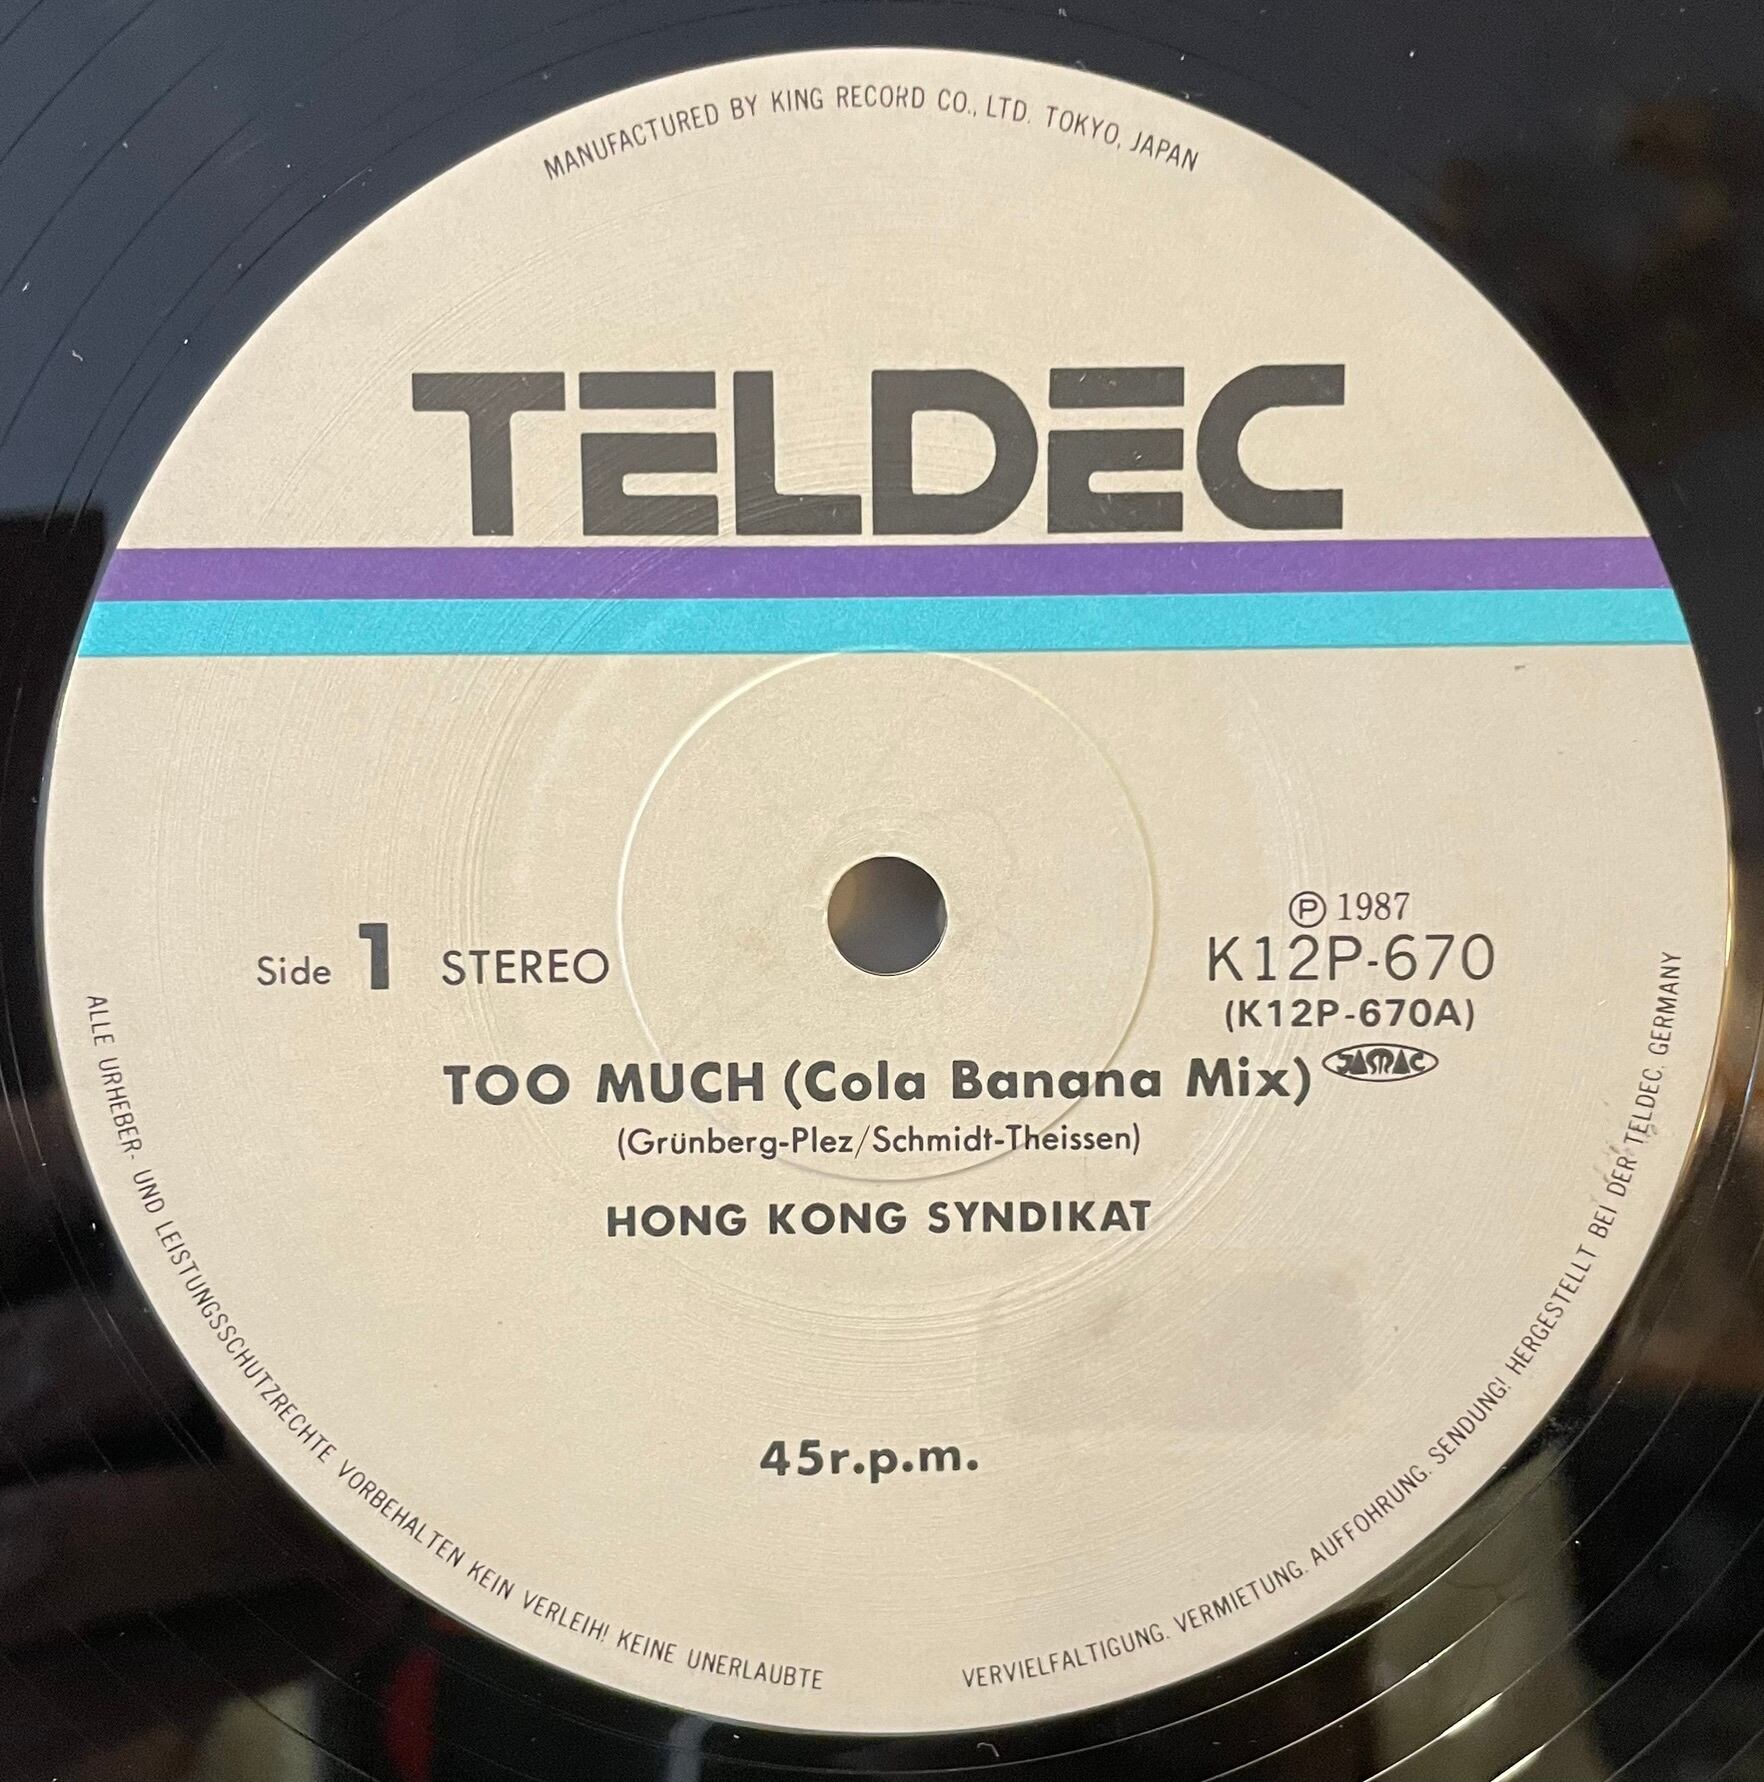 MANUFACTURED BY KING RECORD CO., LTD. TOKYO, JAPAN
TELDEC
Side 1 STEREO
Ⓟ 1987
K12P-670
(K12P-670A)
TOO MUCH (Cola Banana Mix) JASRAC
(Grünberg-Plez/Schmidt-Theissen)
HONG KONG SYNDIKAT
45r.p.m.
ALLE URHEBER- UND LEISTUNGSSCHUTZRECHTE VORBEHALTEN KEIN VERLEIH! KEINE UNERLAUBTE
VERVIELFALTIGUNG. VERMIETUNG. AUFFOHRUNG. SENDUNG! HERGESTELLT BEI DER TELDEC, GERMANY